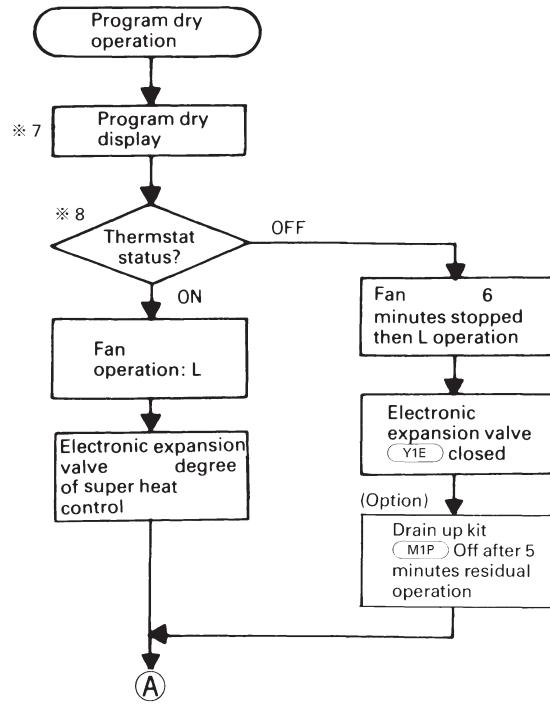 Program dry
operation
※ 7
Program dry
display
※ 8
Thermstat
status?
OFF
ON
Fan
operation: L
Electronic expansion
valve degree
of super heat
control
Fan 6
minutes stopped
then L operation
Electronic
expansion valve
Y1E closed
(Option)
Drain up kit
M1P Off after 5
minutes residual
operation
A